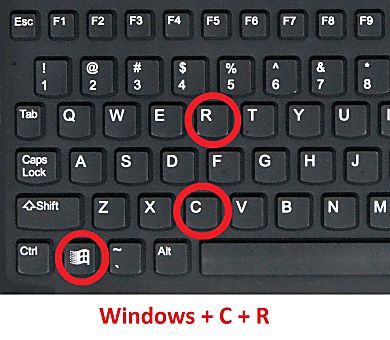 Esc F1 F2 F3 F4 F5 F6 F7 F8 F9
! @ # $ % ^ & *
1 2 3 4 5 6 7 8
Tab Q W E R T Y U
Caps Lock A S D F G H J
Shift Z X C V B N M
Ctrl ~ ` Alt
Windows + C + R